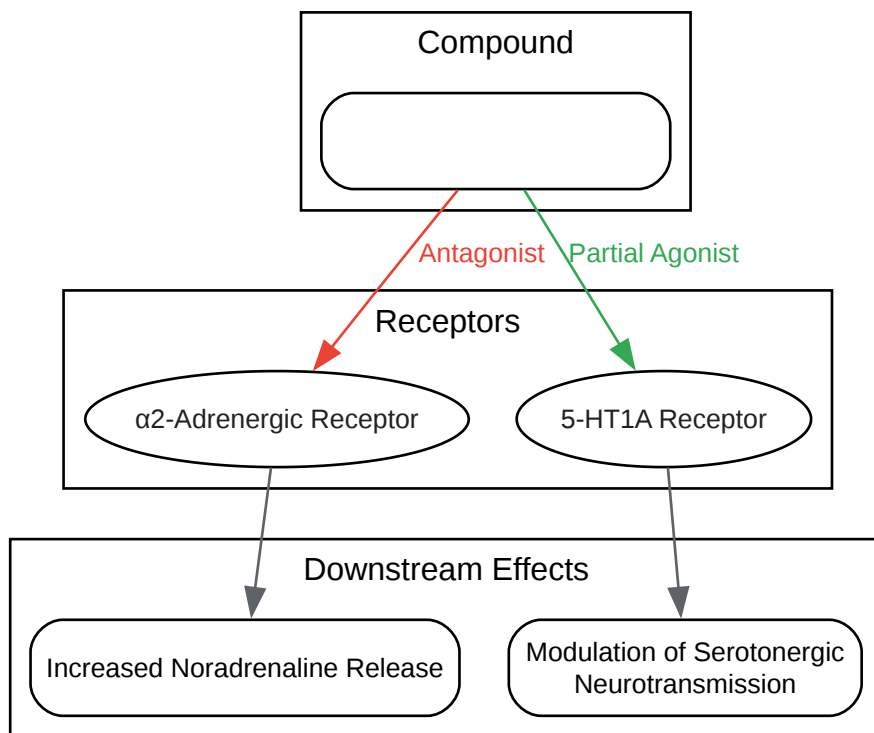 Compound
Antagonist
Partial Agonist
Receptors
α2-Adrenergic Receptor
5-HT1A Receptor
Downstream Effects
Increased Noradrenaline Release
Modulation of Serotonergic
Neurotransmission